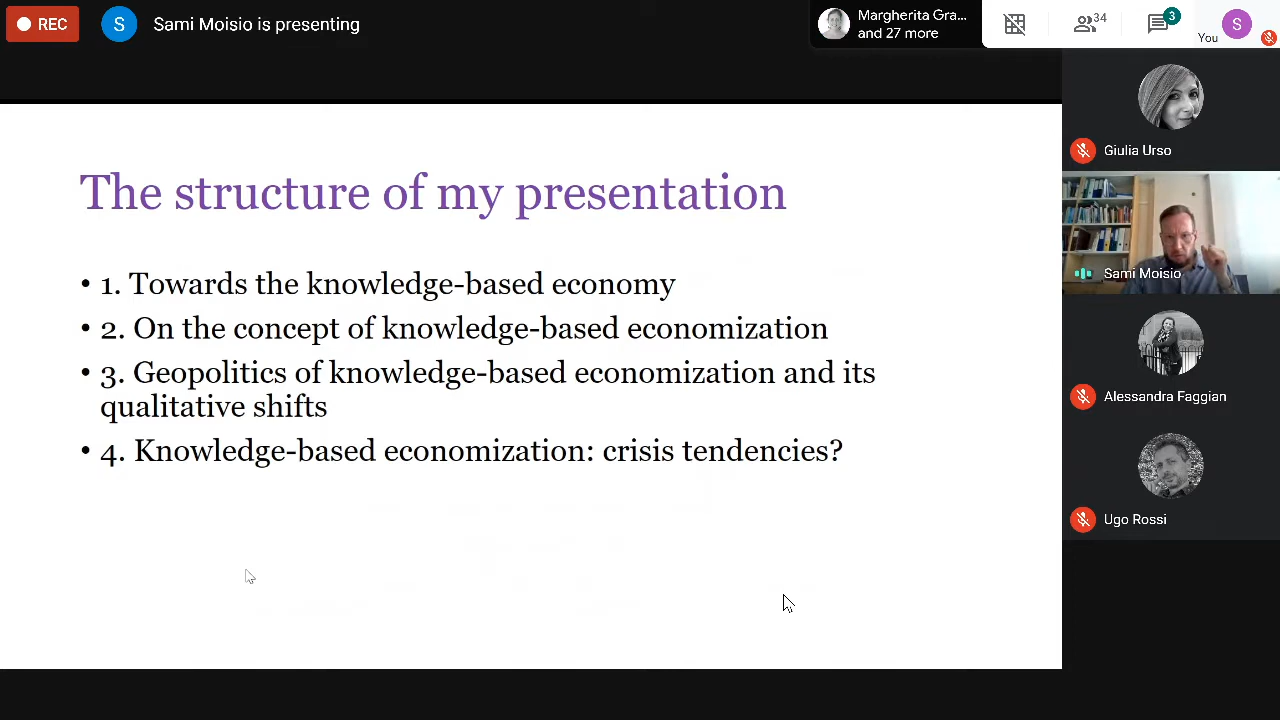 REC
S
Sami Moisio is presenting
Margherita Gra...
and 27 more
34
3
You
S
Giulia Urso
Sami Moisio
Alessandra Faggian
Ugo Rossi
The structure of my presentation
• 1. Towards the knowledge-based economy
• 2. On the concept of knowledge-based economization
• 3. Geopolitics of knowledge-based economization and its
qualitative shifts
• 4. Knowledge-based economization: crisis tendencies?